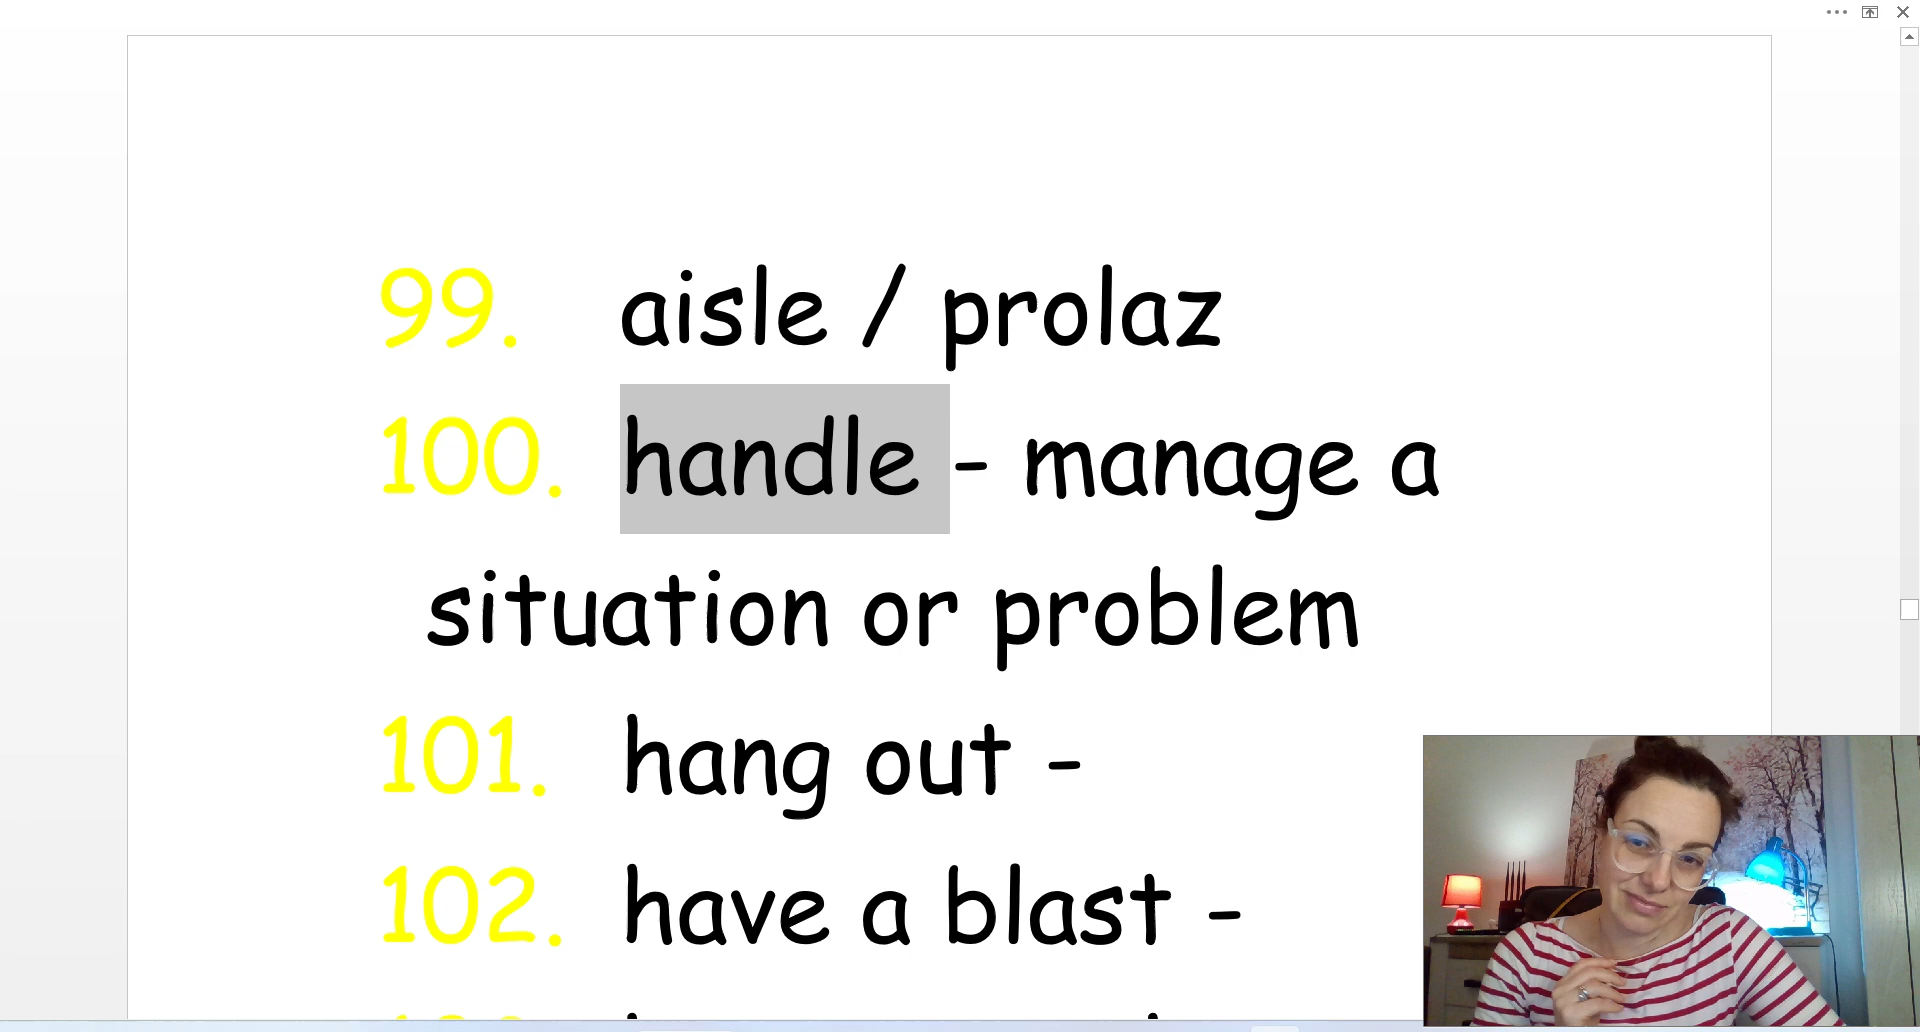 99. aisle / prolaz
100. handle - manage a
situation or problem
101. hang out -
102. have a blast -